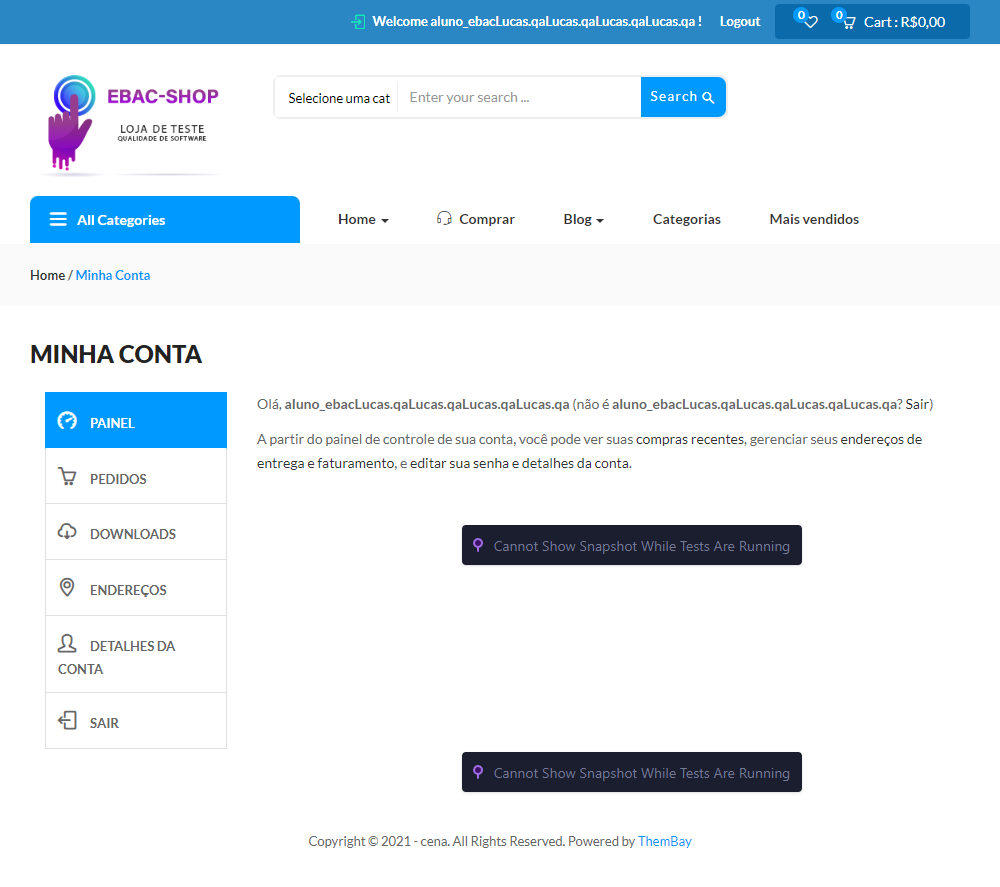 Welcome aluno_ebacLucas.qaLucas.qaLucas.qaLucas.qa ! Logout 0 0 Cart : R$0,00
EBAC-SHOP
LOJA DE TESTE
QUALIDADE DE SOFTWARE
Selecione uma cat Enter your search ... Search
All Categories Home Comprar Blog Categorias Mais vendidos
Home / Minha Conta
MINHA CONTA
PAINEL
PEDIDOS
DOWNLOADS
ENDEREÇOS
DETALHES DA
CONTA
SAIR
Olá, aluno_ebacLucas.qaLucas.qaLucas.qaLucas.qa (não é aluno_ebacLucas.qaLucas.qaLucas.qaLucas.qa? Sair)
A partir do painel de controle de sua conta, você pode ver suas compras recentes, gerenciar seus endereços de
entrega e faturamento, e editar sua senha e detalhes da conta.
Cannot Show Snapshot While Tests Are Running
Cannot Show Snapshot While Tests Are Running
Copyright © 2021 - cena. All Rights Reserved. Powered by ThemBay